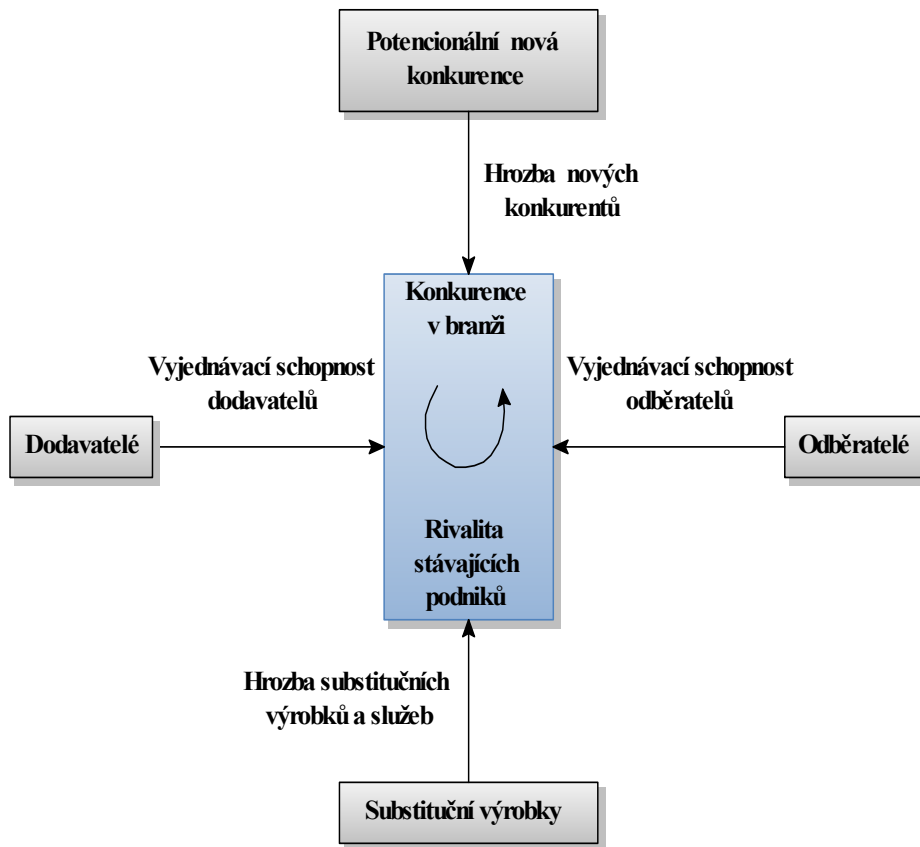 Potencionální nová
konkurence
Hrozba nových
konkurentů
Konkurence
v branži
Vyjednávací schopnost
dodavatelů
Vyjednávací schopnost
odběratelů
Dodavatelé
Odběratelé
Rivalita
stávajících
podniků
Hrozba substitučních
výrobků a služeb
Substituční výrobky